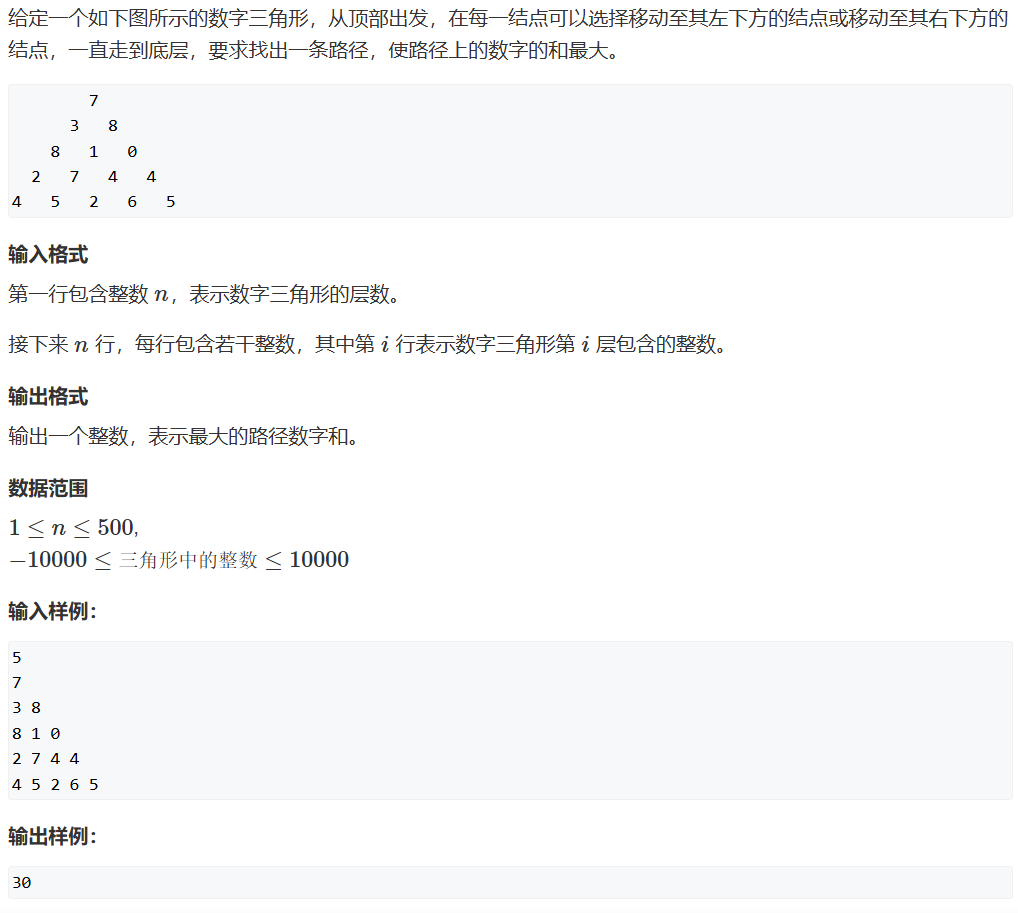 给定一个如下图所示的数字三角形，从顶部出发，在每一结点可以选择移动至其左下方的结点或移动至其右下方的
结点，一直走到底层，要求找出一条路径，使路径上的数字的和最大。
7
3 8
8 1 0
2 7 4 4
4 5 2 6 5
输入格式
第一行包含整数 n，表示数字三角形的层数。
接下来 n 行，每行包含若干整数，其中第 i 行表示数字三角形第 i 层包含的整数。
输出格式
输出一个整数，表示最大的路径数字和。
数据范围
1 ≤ n ≤ 500,
−10000 ≤ 三角形中的整数 ≤ 10000
输入样例：
5
7
3 8
8 1 0
2 7 4 4
4 5 2 6 5
输出样例：
30